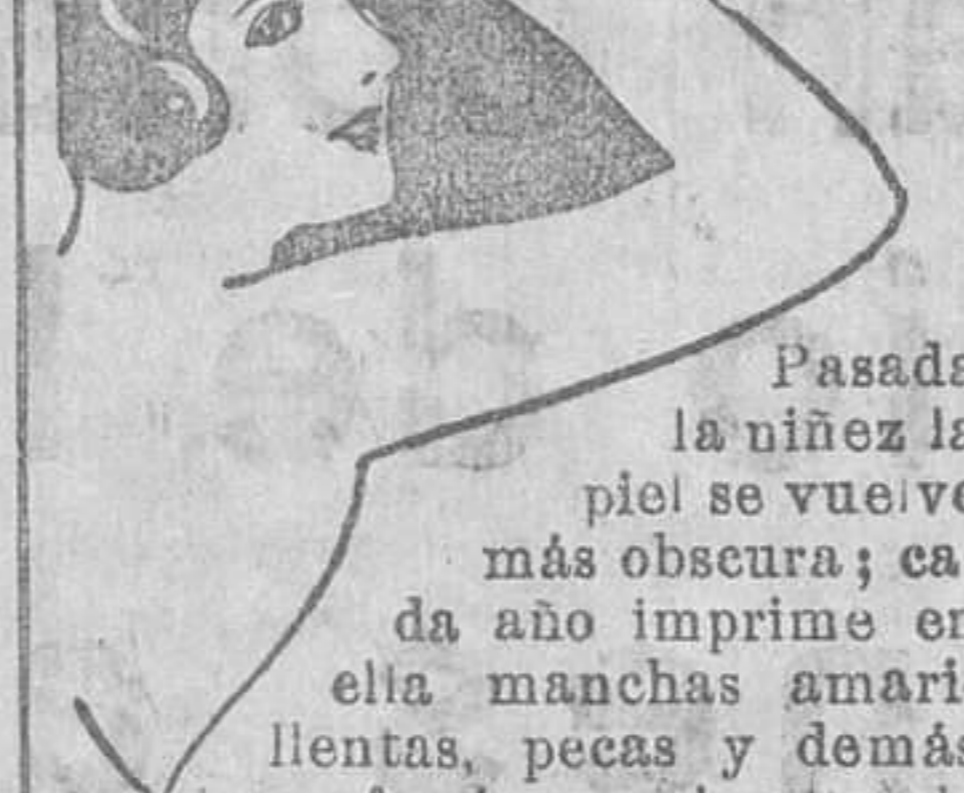 Pasada
la niñez la
piel se vuelve
más obscura; ca-
da año imprime en
ella manchas amari-
llentas, pecas y demás